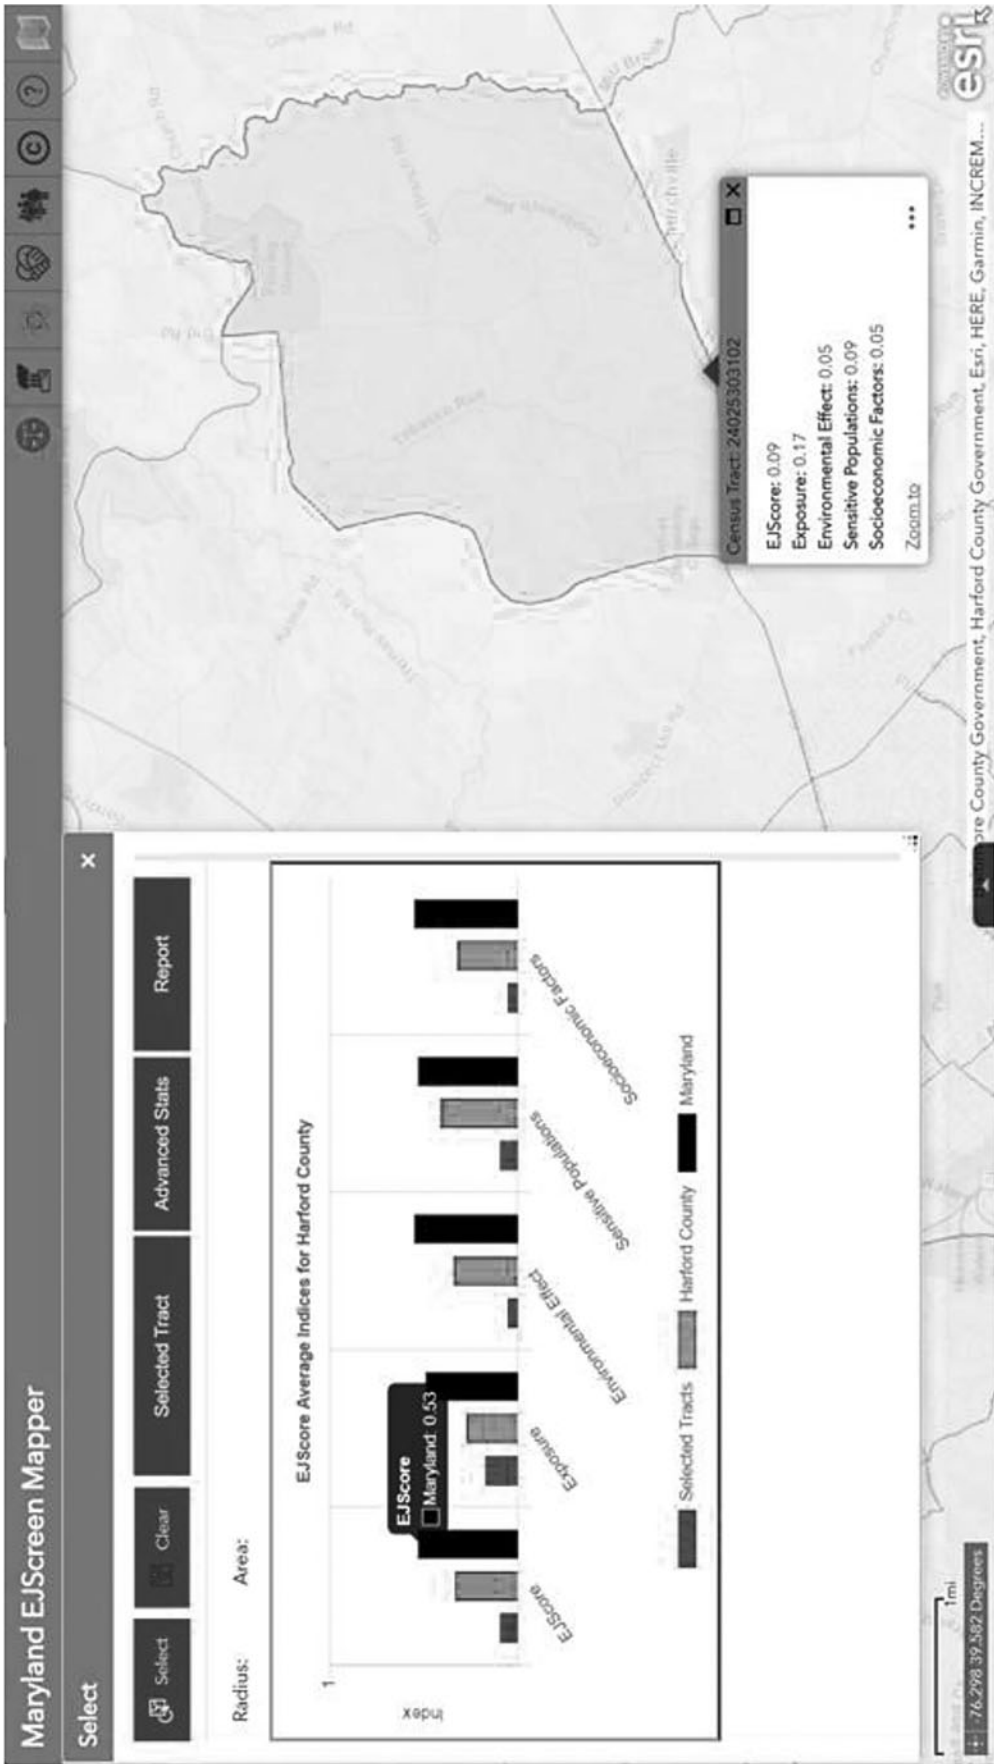 Maryland EJScreen Mapper
Select
×
Select
Clear
Selected Tract
Advanced Stats
Report
Radius:
Area:
EJScore Average Indices for Harford County
1
Index
EJScore
Maryland: 0.53
EJScore
Exposure
Environmental Effect
Sensitive Populations
Socioeconomic Factors
Selected Tracts
Harford County
Maryland
Census Tract: 24025303102
EJScore: 0.09
Exposure: 0.17
Environmental Effect: 0.05
Sensitive Populations: 0.09
Socioeconomic Factors: 0.05
Zoom to
•••
Churchville
1mi
-76.298 39.582 Degrees
County Government, Harford County Government, Esri, HERE, Garmin, INCREM...
esri